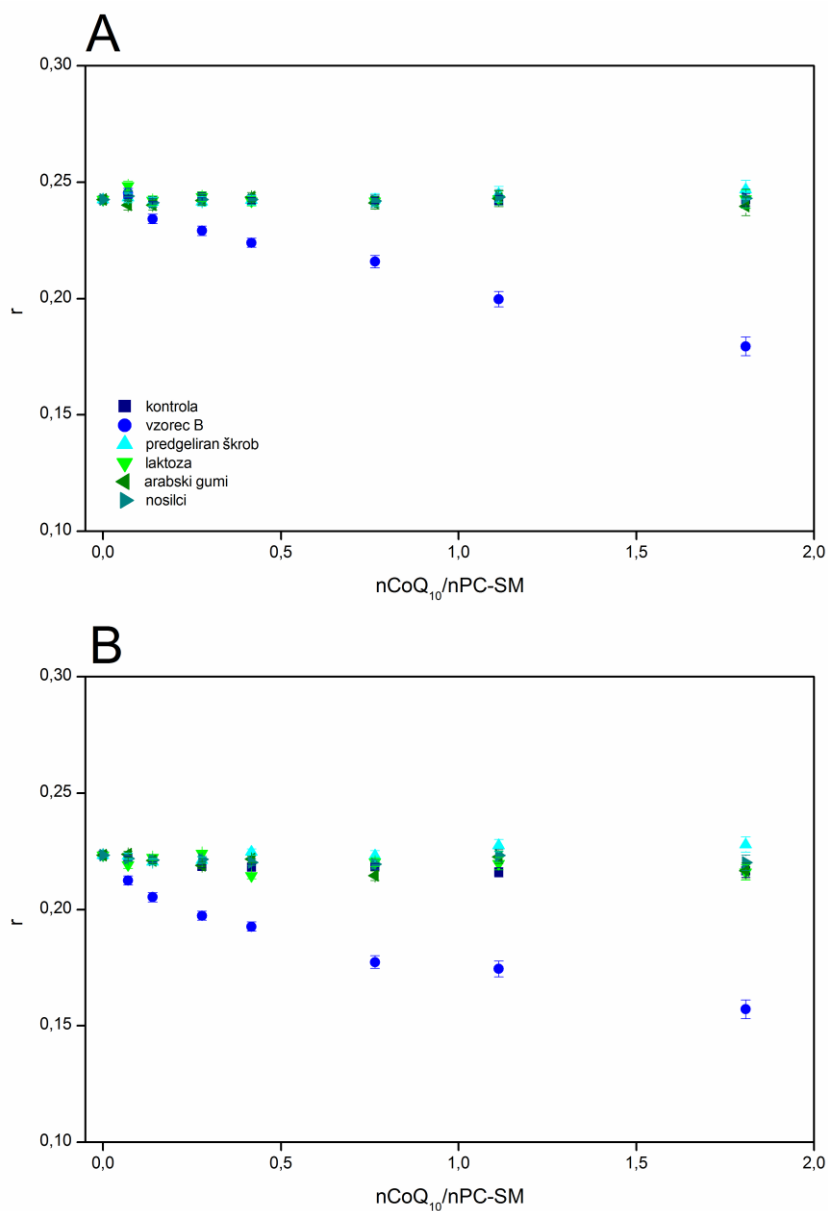 A
0,30
0,25
0,20
0,15
0,10
r
kontrola
vzorec B
predgeliran škrob
laktoza
arabski gumi
nosilci
0,0 0,5 1,0 1,5 2,0
nCoQ₁₀/nPC-SM
B
0,30
0,25
0,20
0,15
0,10
r
0,0 0,5 1,0 1,5 2,0
nCoQ₁₀/nPC-SM